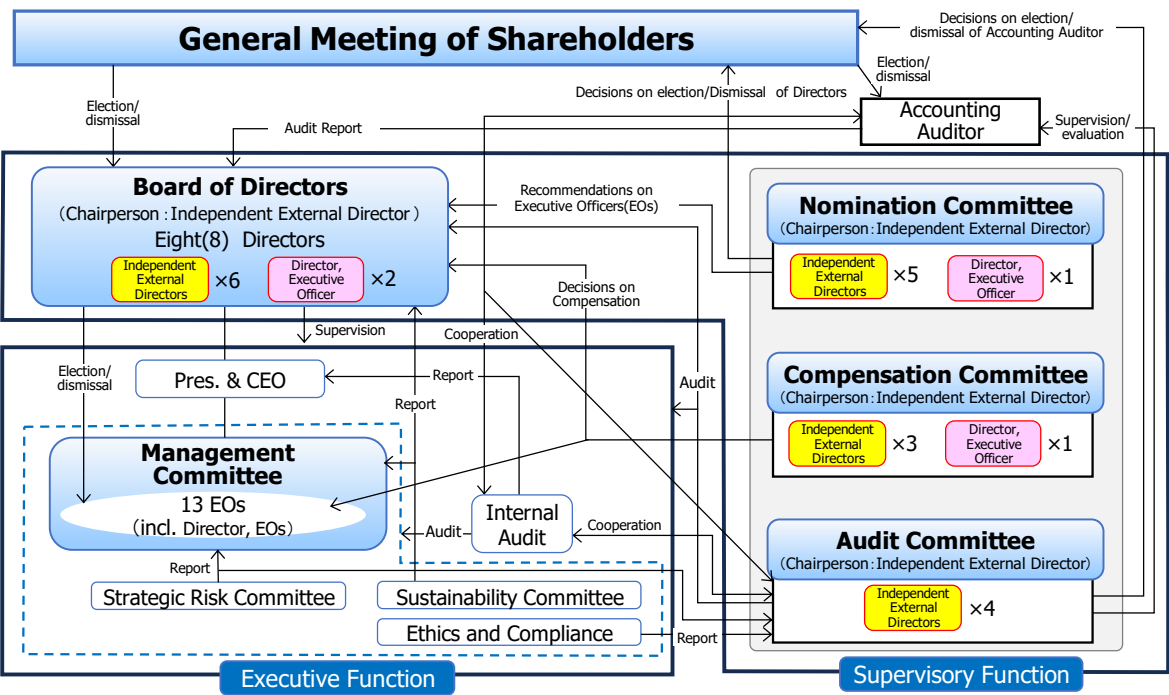 General Meeting of Shareholders
Decisions on election/
dismissal of Accounting Auditor
Election/
dismissal
Decisions on election/Dismissal of Directors
Election/
dismissal
Audit Report
Accounting
Auditor
Supervision/
evaluation
Board of Directors
(Chairperson：Independent External Director)
Eight(8) Directors
Independent
External
Directors
×6
Director,
Executive
Officer
×2
Recommendations on
Executive Officers(EOs)
Nomination Committee
(Chairperson：Independent External Director)
Independent
External
Directors
×5
Director,
Executive
Officer
×1
Decisions on
Compensation
Supervision
Cooperation
Election/
dismissal
Pres. & CEO
Report
Report
Audit
Compensation Committee
(Chairperson：Independent External Director)
Independent
External
Directors
×3
Director,
Executive
Officer
×1
Management
Committee
13 EOs
(incl. Director, EOs)
Audit
Internal
Audit
Cooperation
Audit Committee
(Chairperson：Independent External Director)
Independent
External
Directors
×4
Report
Strategic Risk Committee
Sustainability Committee
Ethics and Compliance
Report
Executive Function
Supervisory Function